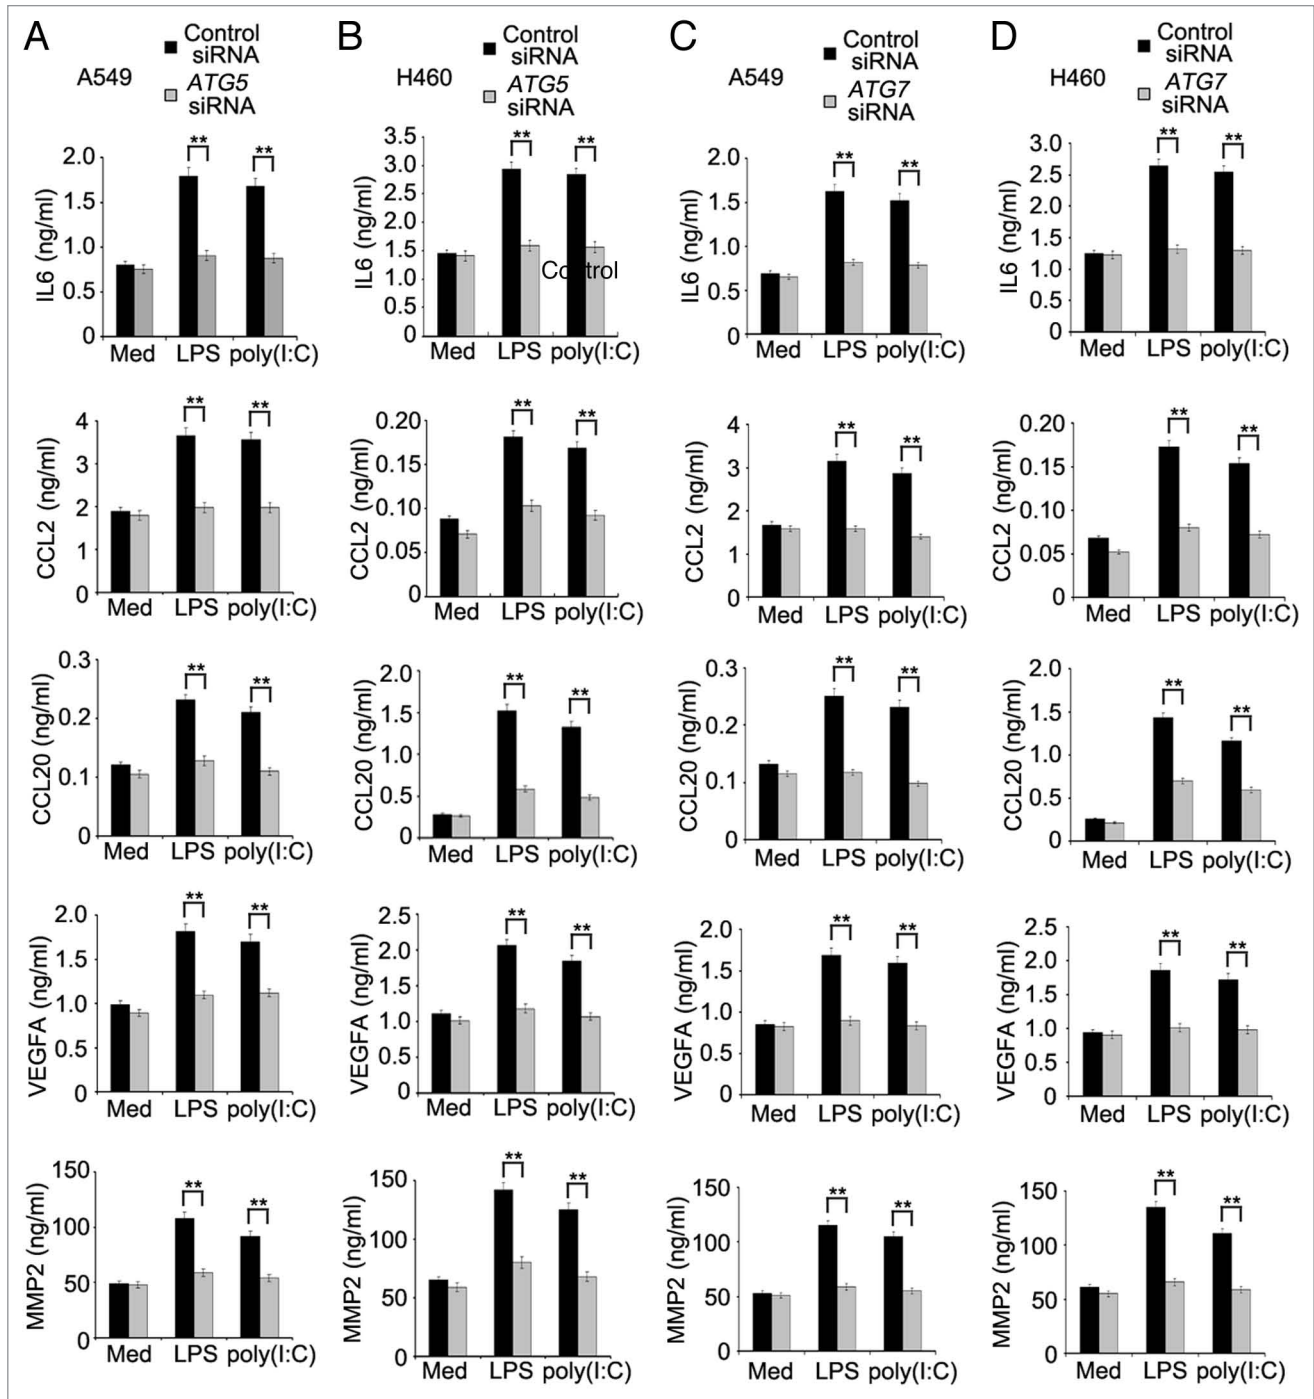 A
Control
siRNA
A549
ATG5
siRNA
**
**
2.0
1.5
1.0
0.5
0
IL6 (ng/ml)
Med LPS poly(I:C)
**
**
4
3
2
1
0
CCL2 (ng/ml)
Med LPS poly(I:C)
**
**
0.3
0.2
0.1
0
CCL20 (ng/ml)
Med LPS poly(I:C)
**
**
2.0
1.5
1.0
0.5
0
VEGFA (ng/ml)
Med LPS poly(I:C)
**
**
150
100
50
0
MMP2 (ng/ml)
Med LPS poly(I:C)
B
Control
siRNA
H460
ATG5
siRNA
**
**
3.5
3.0
2.5
2.0
1.5
1.0
0.5
0
IL6 (ng/ml)
Control
Med LPS poly(I:C)
**
**
0.20
0.15
0.10
0.05
0
CCL2 (ng/ml)
Med LPS poly(I:C)
**
**
2.0
1.5
1.0
0.5
0
CCL20 (ng/ml)
Med LPS poly(I:C)
**
**
2.5
2.0
1.5
1.0
0.5
0
VEGFA (ng/ml)
Med LPS poly(I:C)
**
**
150
100
50
0
MMP2 (ng/ml)
Med LPS poly(I:C)
C
Control
siRNA
A549
ATG7
siRNA
**
**
2.0
1.5
1.0
0.5
0
IL6 (ng/ml)
Med LPS poly(I:C)
**
**
4
3
2
1
0
CCL2 (ng/ml)
Med LPS poly(I:C)
**
**
0.3
0.2
0.1
0
CCL20 (ng/ml)
Med LPS poly(I:C)
**
**
2.0
1.5
1.0
0.5
0
VEGFA (ng/ml)
Med LPS poly(I:C)
**
**
150
100
50
0
MMP2 (ng/ml)
Med LPS poly(I:C)
D
Control
siRNA
H460
ATG7
siRNA
**
**
3.0
2.5
2.0
1.5
1.0
0.5
0
IL6 (ng/ml)
Med LPS poly(I:C)
**
**
0.20
0.15
0.10
0.05
0
CCL2 (ng/ml)
Med LPS poly(I:C)
**
**
2.0
1.5
1.0
0.5
0
CCL20 (ng/ml)
Med LPS poly(I:C)
**
**
2.5
2.0
1.5
1.0
0.5
0
VEGFA (ng/ml)
Med LPS poly(I:C)
**
**
150
100
50
0
MMP2 (ng/ml)
Med LPS poly(I:C)